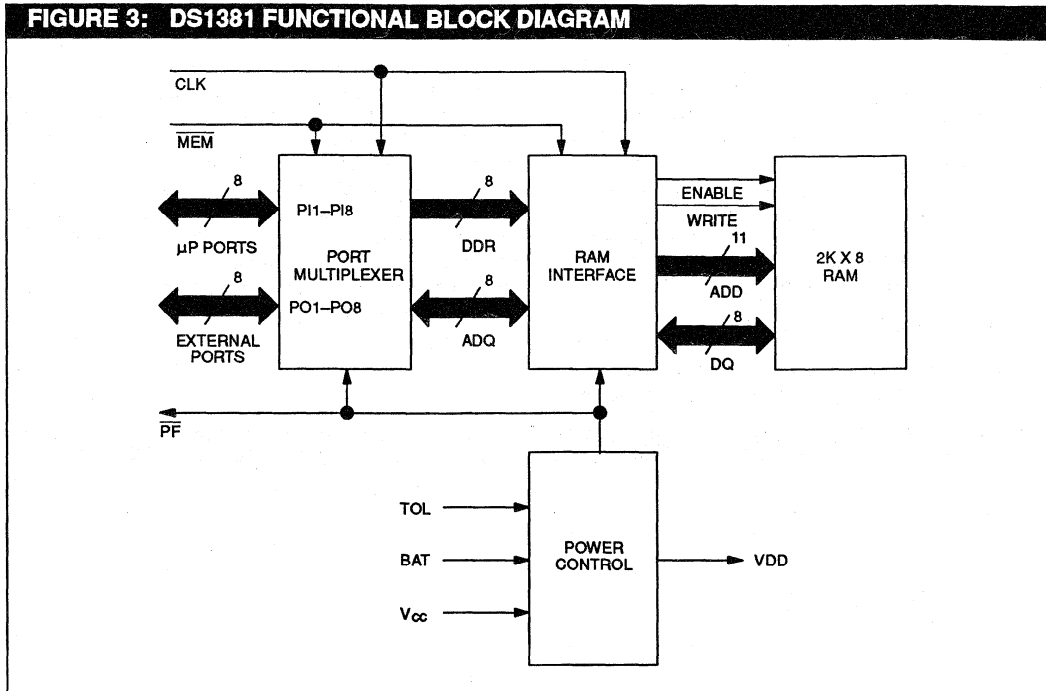 FIGURE 3: DS1381 FUNCTIONAL BLOCK DIAGRAM
CLK
MEM
8
PI1–PI8
µP PORTS
PORT
MULTIPLEXER
8
PO1–PO8
EXTERNAL
PORTS
8
DDR
8
ADQ
RAM
INTERFACE
ENABLE
WRITE
11
ADD
8
DQ
2K X 8
RAM
PF
TOL
BAT
Vcc
POWER
CONTROL
VDD